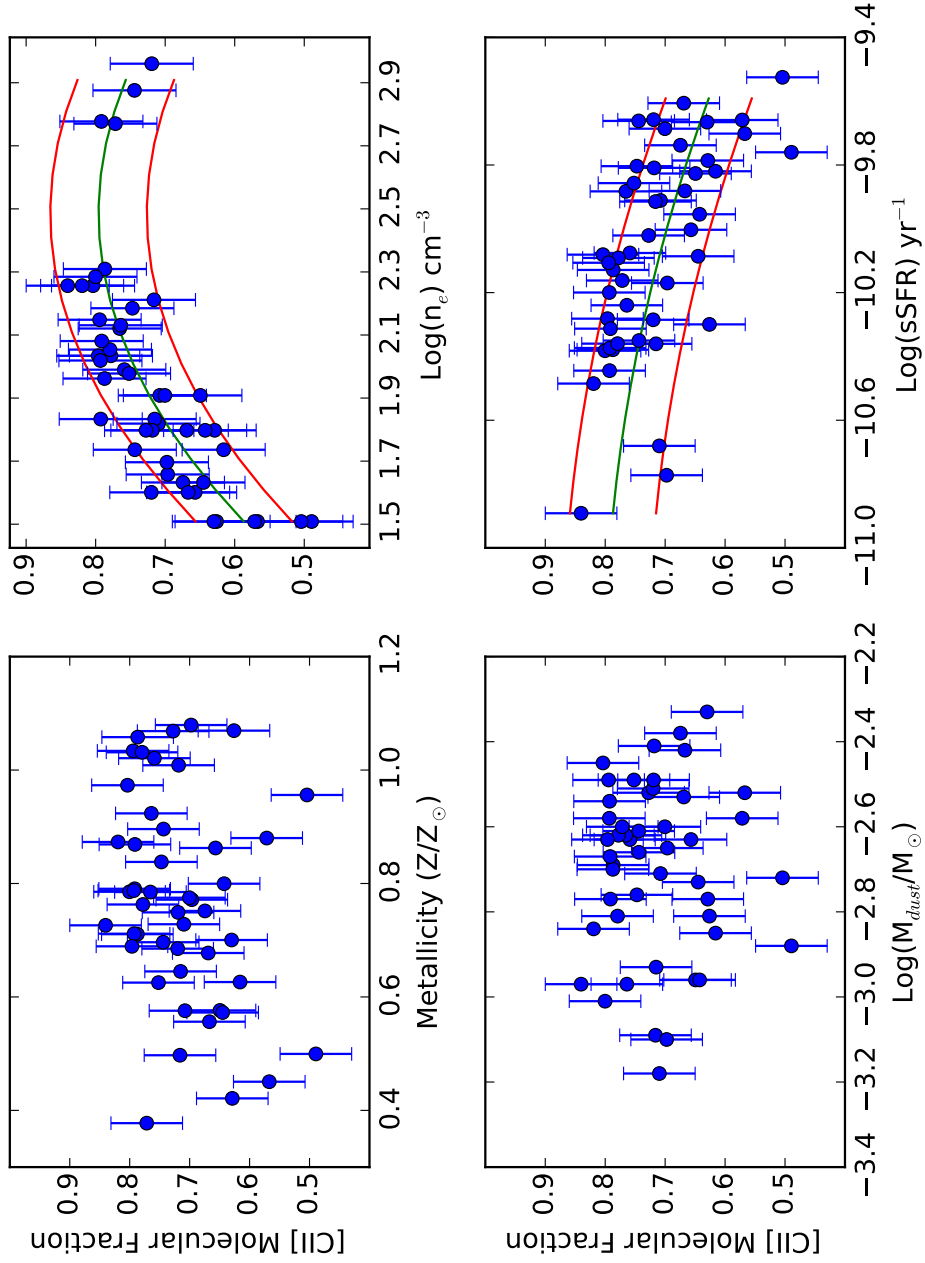 [CII] Molecular Fraction
0.9
0.8
0.7
0.6
0.5
0.4 0.6 0.8 1.0 1.2
Metallicity (Z/Z⊙)
0.9
0.8
0.7
0.6
0.5
1.5 1.7 1.9 2.1 2.3 2.5 2.7 2.9
Log(n_e) cm^{-3}
[CII] Molecular Fraction
0.9
0.8
0.7
0.6
0.5
−3.4 −3.2 −3.0 −2.8 −2.6 −2.4 −2.2
Log(M_{dust}/M⊙)
0.9
0.8
0.7
0.6
0.5
−11.0 −10.6 −10.2 −9.8 −9.4
Log(sSFR) yr^{−1}